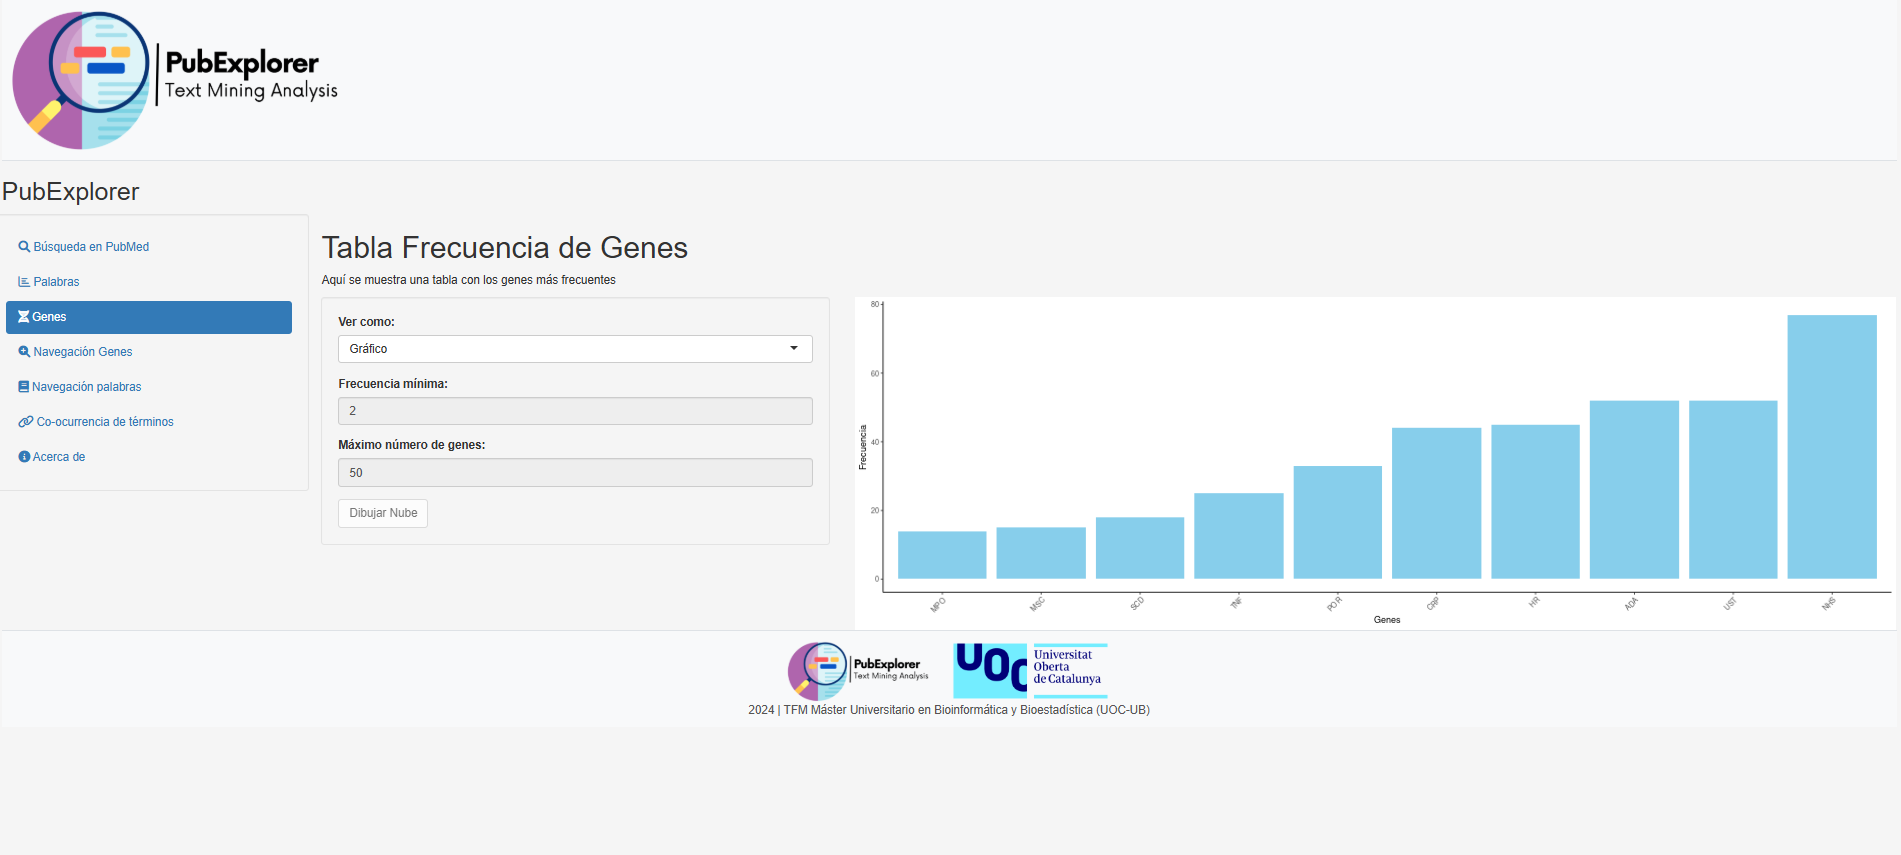 PubExplorer
Text Mining Analysis
PubExplorer
Búsqueda en PubMed
Palabras
Genes
Navegación Genes
Navegación palabras
Co-ocurrencia de términos
Acerca de
Tabla Frecuencia de Genes
Aquí se muestra una tabla con los genes más frecuentes
Ver como:
Gráfico
Frecuencia mínima:
2
Máximo número de genes:
50
Dibujar Nube
80
60
40
20
0
Frecuencia
MPO
MSC
SCD
TNF
POR
CRP
HR
ADA
UST
NHS
Genes
PubExplorer
Text Mining Analysis
UOC
Universitat
Oberta
de Catalunya
2024 | TFM Máster Universitario en Bioinformática y Bioestadística (UOC-UB)